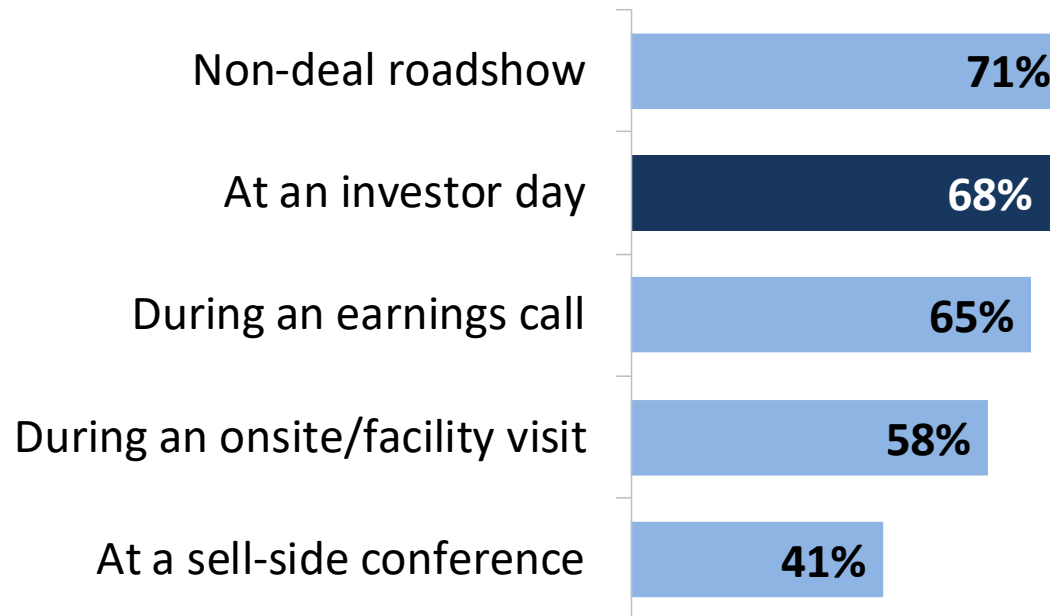 Non-deal roadshow 71%
At an investor day 68%
During an earnings call 65%
During an onsite/facility visit 58%
At a sell-side conference 41%